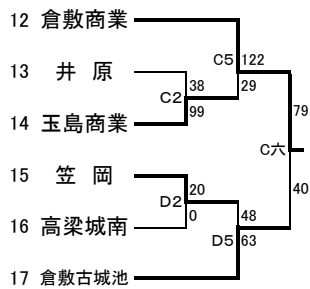 12 倉敷商業
C5 122
13 井原
38
29
C2
99
79
14 玉島商業
C六
15 笠岡
20
40
D2
0
48
16 高梁城南
D5 63
17 倉敷古城池